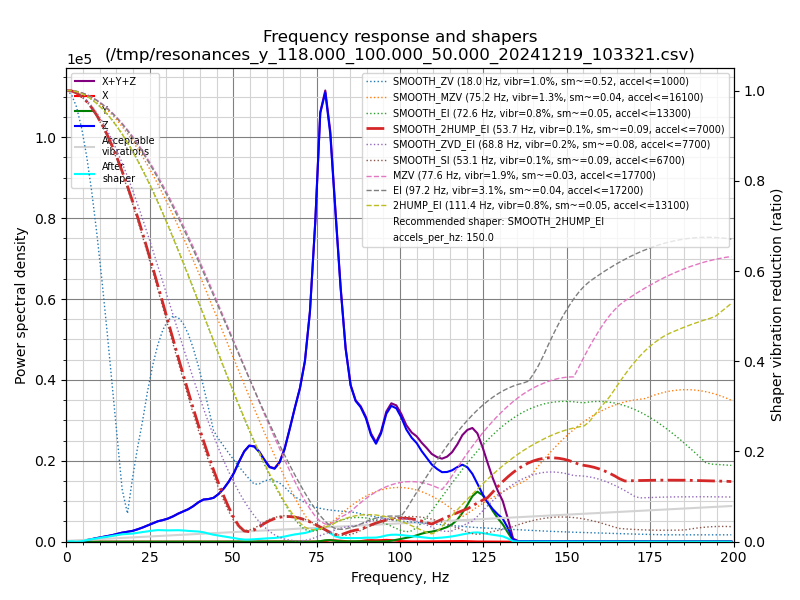 Frequency response and shapers
(/tmp/resonances_y_118.000_100.000_50.000_20241219_103321.csv)
1e5
X+Y+Z
X
Z
Acceptable
vibrations
After
shaper
SMOOTH_ZV (18.0 Hz, vibr=1.0%, sm~=0.52, accel<=1000)
SMOOTH_MZV (75.2 Hz, vibr=1.3%, sm~=0.04, accel<=16100)
SMOOTH_EI (72.6 Hz, vibr=0.8%, sm~=0.05, accel<=13300)
SMOOTH_2HUMP_EI (53.7 Hz, vibr=0.1%, sm~=0.09, accel<=7000)
SMOOTH_ZVD_EI (68.8 Hz, vibr=0.2%, sm~=0.08, accel<=7700)
SMOOTH_SI (53.1 Hz, vibr=0.1%, sm~=0.09, accel<=6700)
MZV (77.6 Hz, vibr=1.9%, sm~=0.03, accel<=17700)
EI (97.2 Hz, vibr=3.1%, sm~=0.04, accel<=17200)
2HUMP_EI (111.4 Hz, vibr=0.8%, sm~=0.05, accel<=13100)
Recommended shaper: SMOOTH_2HUMP_EI
accels_per_hz: 150.0
Power spectral density
1.0
0.8
0.6
0.4
0.2
0.0
Shaper vibration reduction (ratio)
1.0
0.8
0.6
0.4
0.2
0.0
0 25 50 75 100 125 150 175 200
Frequency, Hz